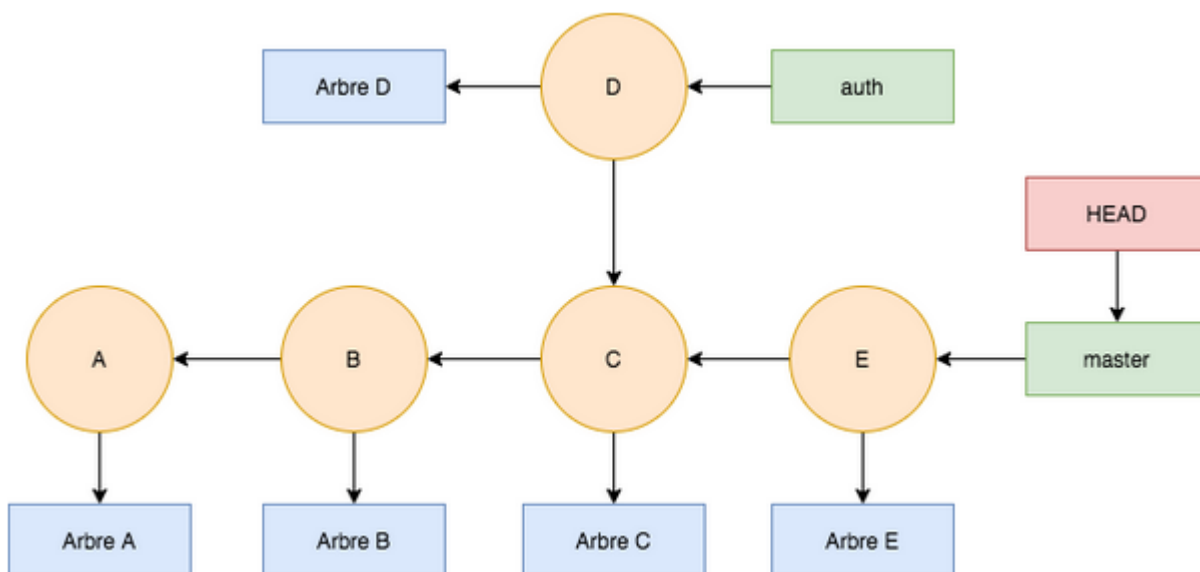 Arbre D
D
auth
HEAD
A
B
C
E
master
Arbre A
Arbre B
Arbre C
Arbre E